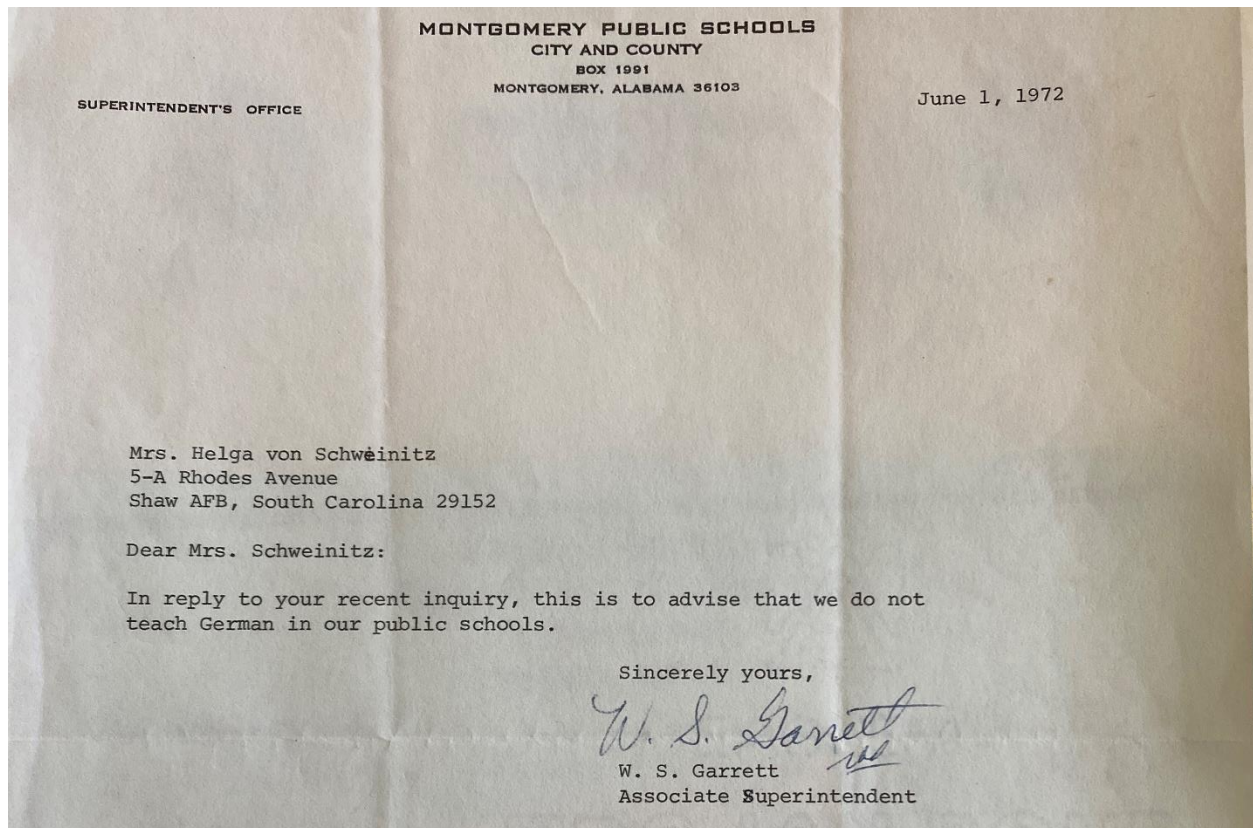 MONTGOMERY PUBLIC SCHOOLS
CITY AND COUNTY
BOX 1991
MONTGOMERY, ALABAMA 36103
SUPERINTENDENT'S OFFICE
June 1, 1972
Mrs. Helga von Schweinitz
5-A Rhodes Avenue
Shaw AFB, South Carolina 29152
Dear Mrs. Schweinitz:
In reply to your recent inquiry, this is to advise that we do not
teach German in our public schools.
Sincerely yours,
W. S. Garrett
W. S. Garrett
Associate Superintendent